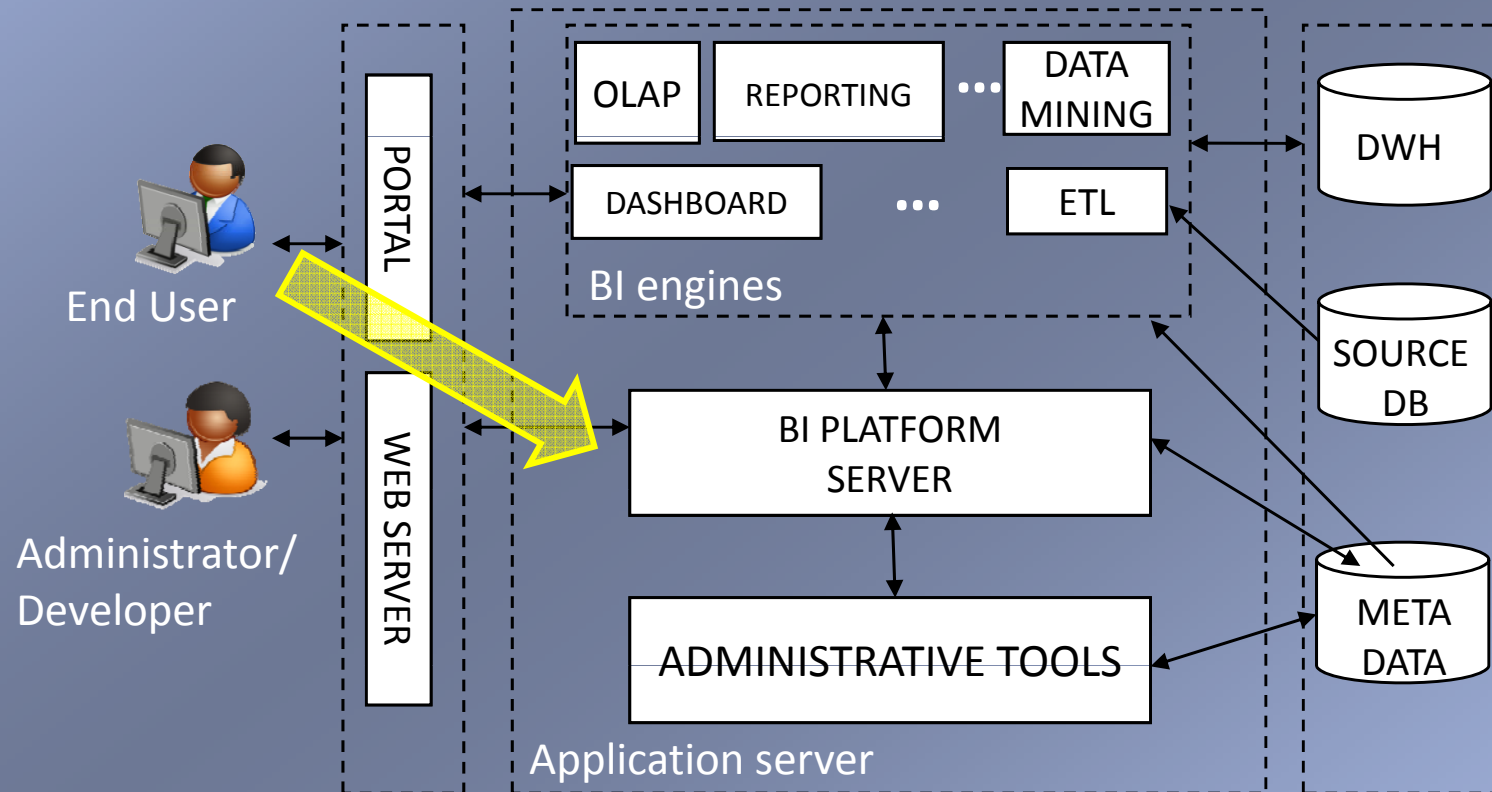 OLAP
REPORTING
...
DATA
MINING
DASHBOARD
...
ETL
BI engines
PORTAL
WEB SERVER
End User
Administrator/
Developer
BI PLATFORM
SERVER
ADMINISTRATIVE TOOLS
Application server
DWH
SOURCE
DB
META
DATA